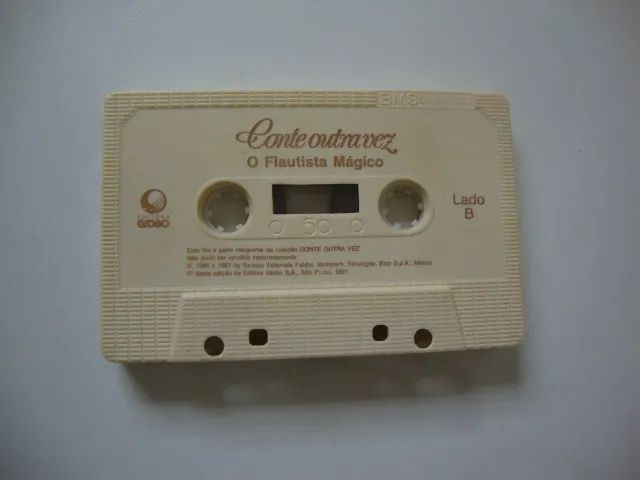 BMS
Conte outra vez
O Flautista Mágico
EDITORA
GLOBO
Lado
B
50
Esta fita é parte integrante da coleção CONTE OUTRA VEZ
Não pode ser vendida separadamente
© 1986 e 1987 by Gruppo Editoriale Fabbri, Bompiani, Sonzogno, Etas S.p.A., Milano
© desta edição by Editora Globo S.A., São Paulo, 1991